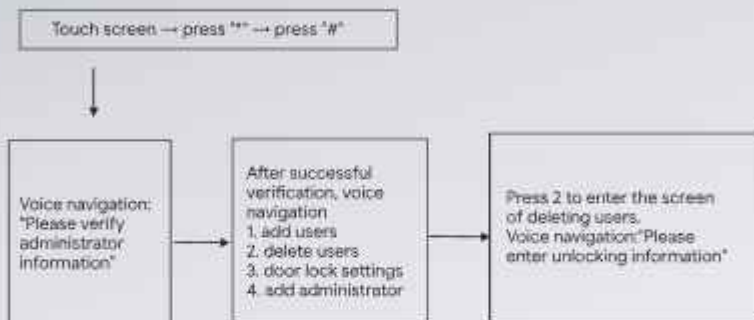 Touch screen → press "*" → press "#"
Voice navigation:
"Please verify
administrator
information"
After successful
verification, voice
navigation
1. add users
2. delete users
3. door lock settings
4. add administrator
Press 2 to enter the screen
of deleting users.
Voice navigation:"Please
enter unlocking information"